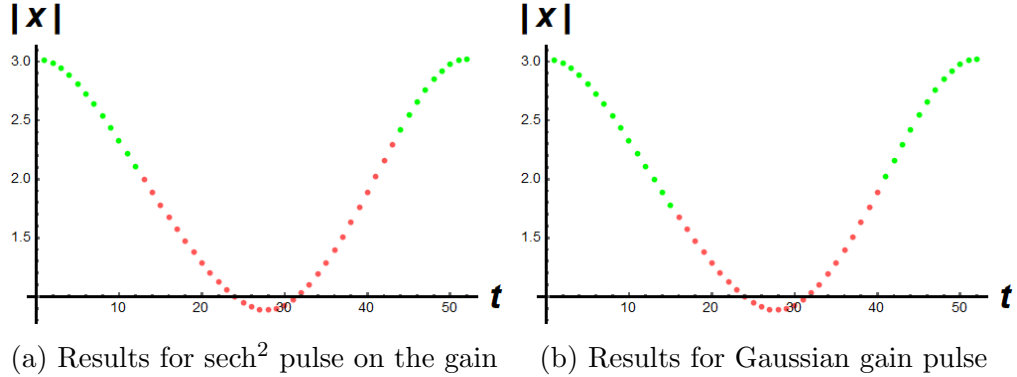 |x| |x|
3.0 3.0
2.5 2.5
2.0 2.0
1.5 1.5
10 20 30 40 50 t 10 20 30 40 50 t
(a) Results for sech² pulse on the gain (b) Results for Gaussian gain pulse